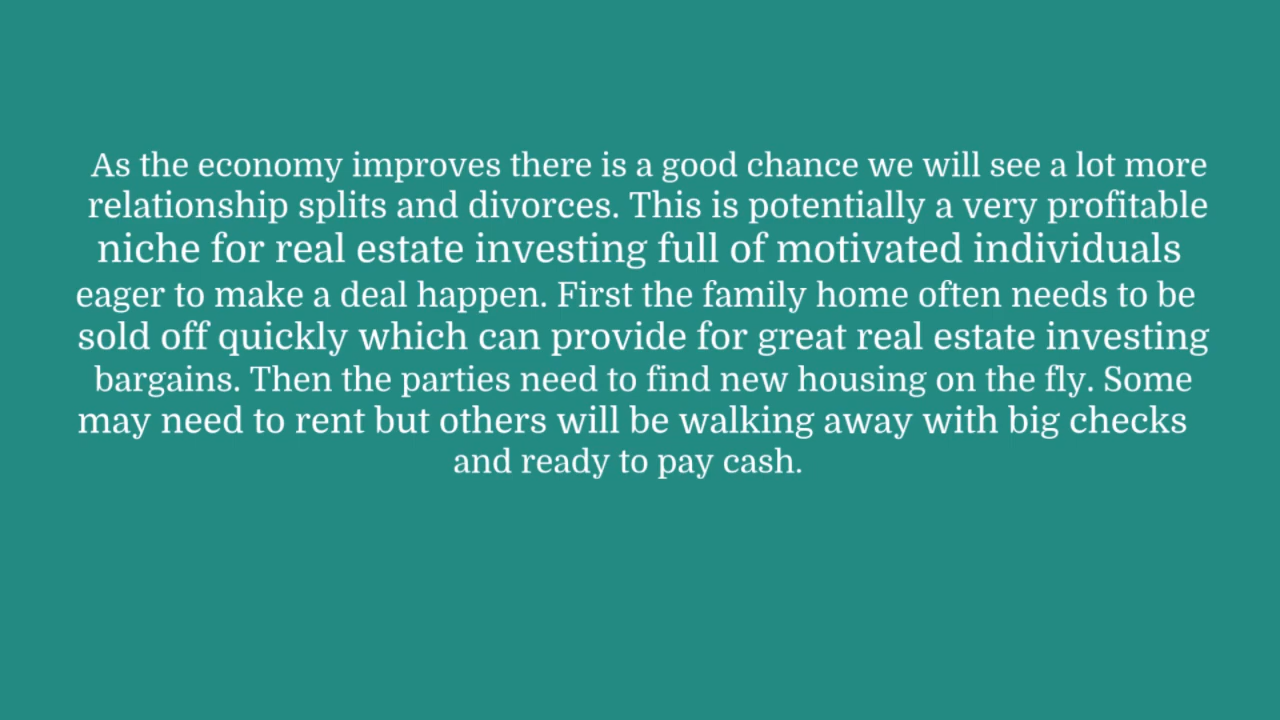 As the economy improves there is a good chance we will see a lot more
relationship splits and divorces. This is potentially a very profitable
niche for real estate investing full of motivated individuals
eager to make a deal happen. First the family home often needs to be
sold off quickly which can provide for great real estate investing
bargains. Then the parties need to find new housing on the fly. Some
may need to rent but others will be walking away with big checks
and ready to pay cash.